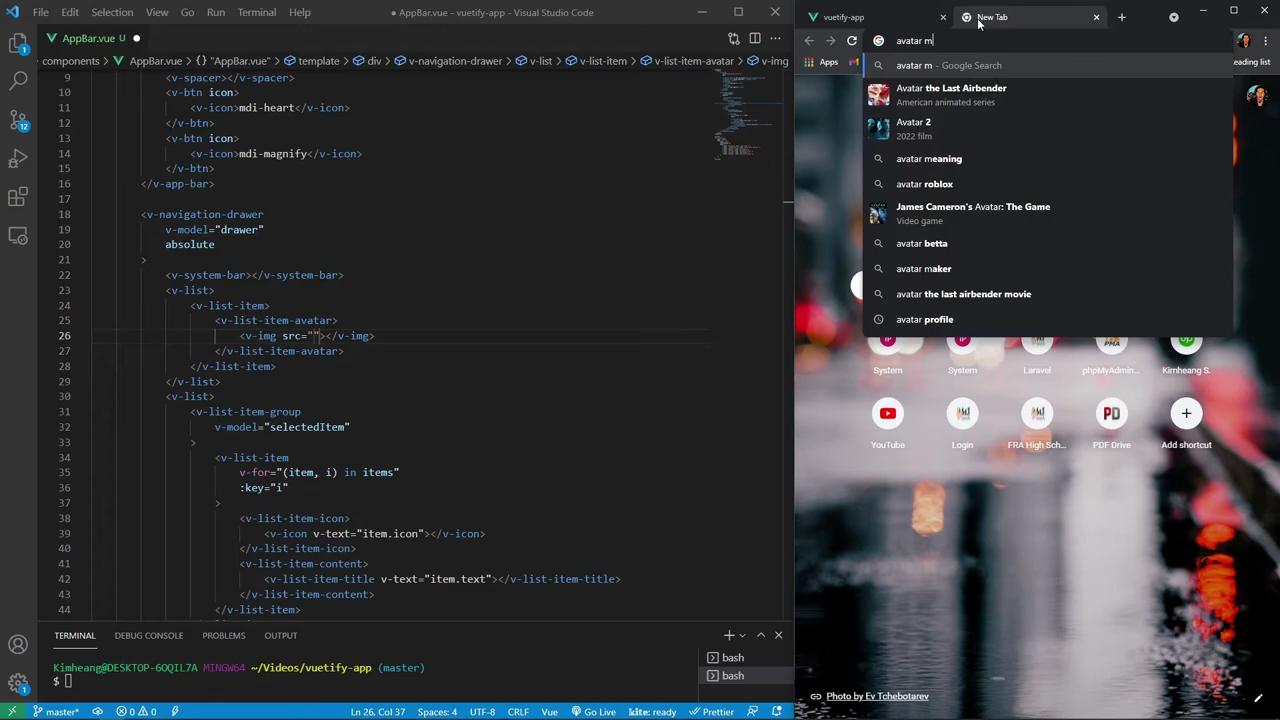 File Edit Selection View Go Run Terminal Help
● AppBar.vue - vuetify-app - Visual Studio Code
AppBar.vue U
components > AppBar.vue > "AppBar.vue" > template > div > v-navigation-drawer > v-list > v-list-item > v-list-item-avatar > v-img
9 <v-spacer></v-spacer>
10 <v-btn icon>
11 <v-icon>mdi-heart</v-icon>
12 </v-btn>
13 <v-btn icon>
14 <v-icon>mdi-magnify</v-icon>
15 </v-btn>
16 </v-app-bar>
17
18 <v-navigation-drawer
19 v-model="drawer"
20 absolute
21 >
22 <v-system-bar></v-system-bar>
23 <v-list>
24 <v-list-item>
25 <v-list-item-avatar>
26 <v-img src=""></v-img>
27 </v-list-item-avatar>
28 </v-list-item>
29 </v-list>
30 <v-list>
31 <v-list-item-group
32 v-model="selectedItem"
33 >
34 <v-list-item
35 v-for="(item, i) in items"
36 :key="i"
37 >
38 <v-list-item-icon>
39 <v-icon v-text="item.icon"></v-icon>
40 </v-list-item-icon>
41 <v-list-item-content>
42 <v-list-item-title v-text="item.text"></v-list-item-title>
43 </v-list-item-content>
44 </v-list-item>
12
1
TERMINAL DEBUG CONSOLE PROBLEMS OUTPUT
Kimheang@DESKTOP-6OQIL7A MINGW64 ~/Videos/vuetify-app (master)
$
bash
bash
master* 0 0 Ln 26, Col 37 Spaces: 4 UTF-8 CRLF Vue Go Live kite: ready Prettier
vuetify-app
New Tab
avatar m
Apps
eading list
avatar m - Google Search
Avatar the Last Airbender
American animated series
Avatar 2
2022 film
avatar meaning
avatar roblox
James Cameron's Avatar: The Game
Video game
avatar betta
avatar maker
avatar the last airbender movie
avatar profile
System System Laravel phpMyAdmin... Kimheang S.
PD
YouTube Login FRA High Sch... PDF Drive Add shortcut
Photo by Ev Tchebotarev